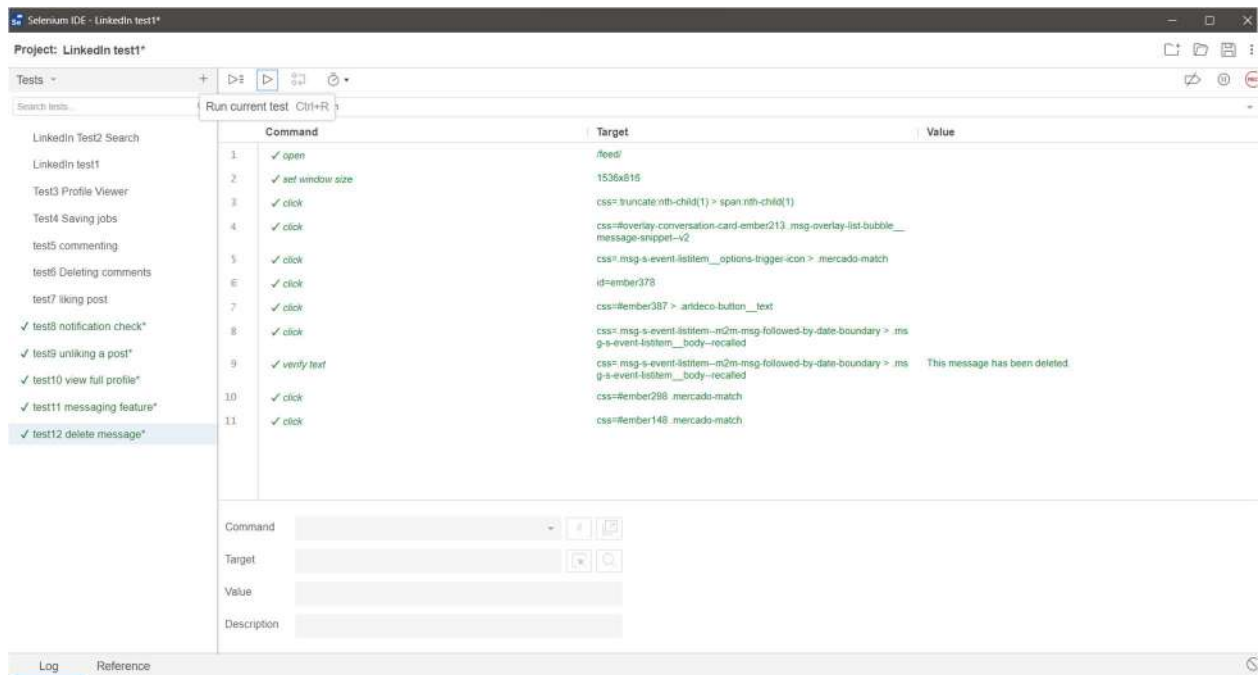 Selenium IDE - LinkedIn test1*
Project: LinkedIn test1*
Tests
Search tests...
Run current test Ctrl+R
Command Target Value
LinkedIn Test2 Search
LinkedIn test1
Test3 Profile Viewer
Test4 Saving jobs
test5 commenting
test6 Deleting comments
test7 liking post
✓ test8 notification check*
✓ test9 unliking a post*
✓ test10 view full profile*
✓ test11 messaging feature*
✓ test12 delete message*
1 ✓ open /feed/
2 ✓ set window size 1536x816
3 ✓ click css=.truncate:nth-child(1) > span:nth-child(1)
4 ✓ click css=#overlay-conversation-card-ember213 .msg-overlay-list-bubble__
message-snippet--v2
5 ✓ click css=.msg-s-event-listitem__options-trigger-icon > .mercado-match
6 ✓ click id=ember378
7 ✓ click css=#ember387 > .artdeco-button__text
8 ✓ click css=.msg-s-event-listitem--m2m-msg-followed-by-date-boundary > .ms
g-s-event-listitem__body--recalled
9 ✓ verify text css=.msg-s-event-listitem--m2m-msg-followed-by-date-boundary > .ms This message has been deleted.
g-s-event-listitem__body--recalled
10 ✓ click css=#ember298 .mercado-match
11 ✓ click css=#ember148 .mercado-match
Command
Target
Value
Description
Log Reference